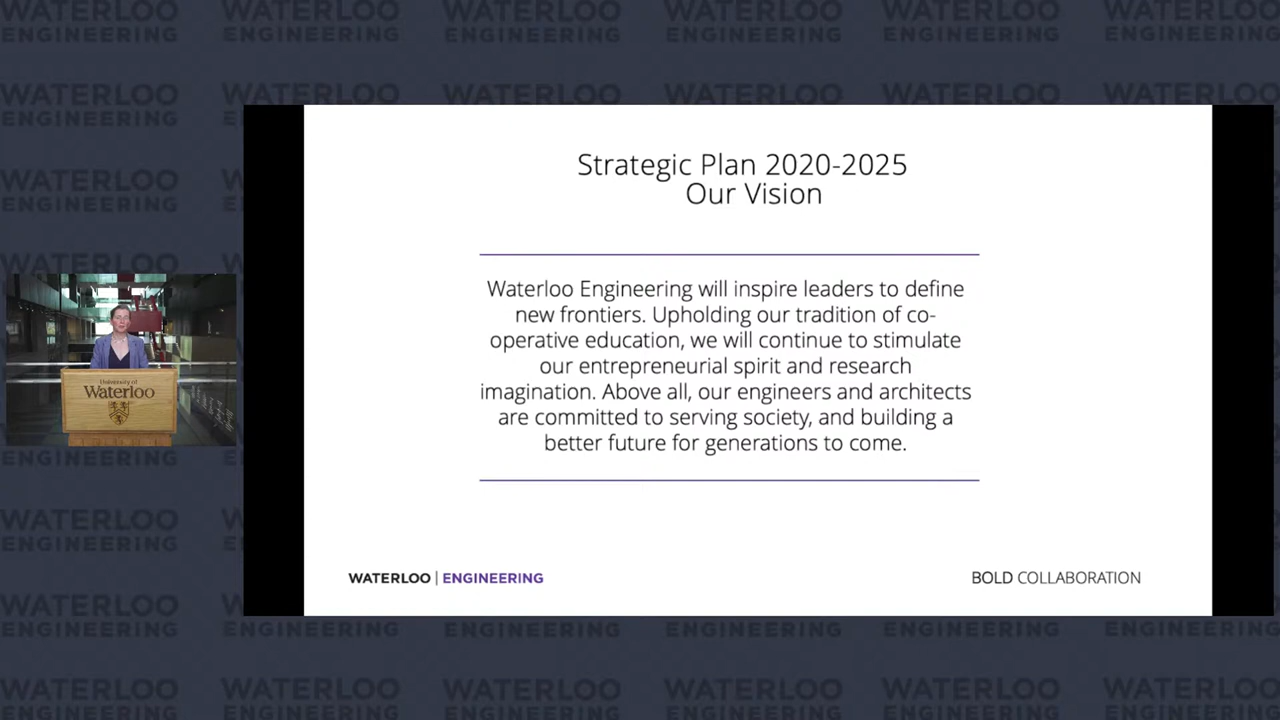 Strategic Plan 2020-2025
Our Vision
Waterloo Engineering will inspire leaders to define
new frontiers. Upholding our tradition of co-
operative education, we will continue to stimulate
our entrepreneurial spirit and research
imagination. Above all, our engineers and architects
are committed to serving society, and building a
better future for generations to come.
WATERLOO | ENGINEERING
BOLD COLLABORATION
University of
Waterloo
WATERLOO
ENGINEERING